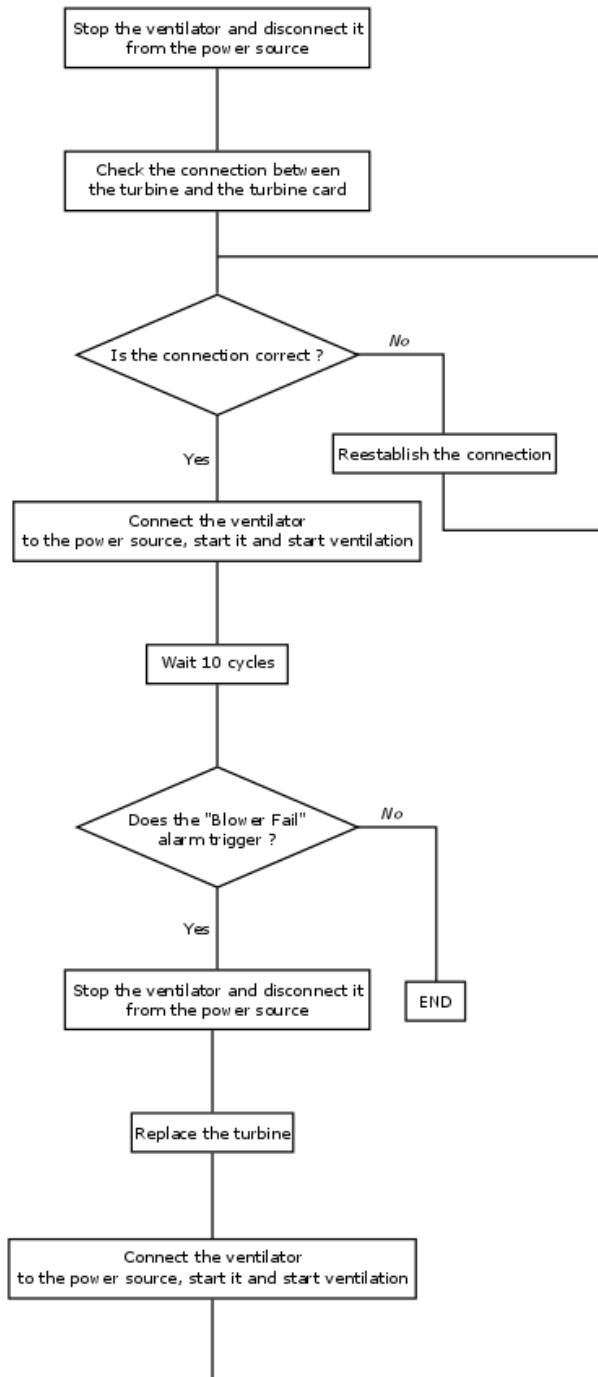 Stop the ventilator and disconnect it
from the power source
Check the connection between
the turbine and the turbine card
Is the connection correct ?
No
Yes
Reestablish the connection
Connect the ventilator
to the power source, start it and start ventilation
Wait 10 cycles
Does the "Blower Fail"
alarm trigger ?
No
Yes
Stop the ventilator and disconnect it
from the power source
END
Replace the turbine
Connect the ventilator
to the power source, start it and start ventilation